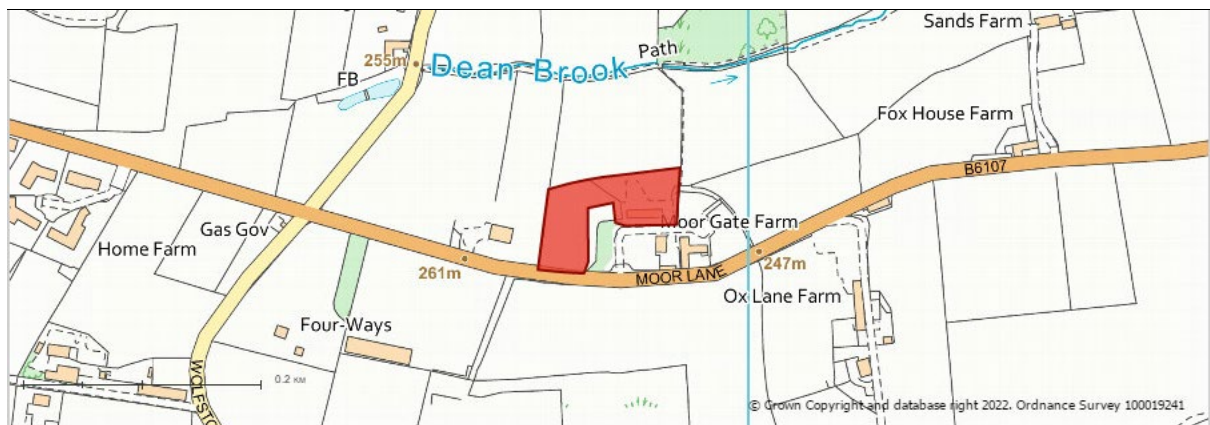 Sands Farm
Path
255m
Dean Brook
FB
Fox House Farm
B6107
Moor Gate Farm
Gas Gov
Home Farm
261m
MOOR LANE
247m
Ox Lane Farm
Four-Ways
0.2 KM
© Crown Copyright and database right 2022. Ordnance Survey 100019241